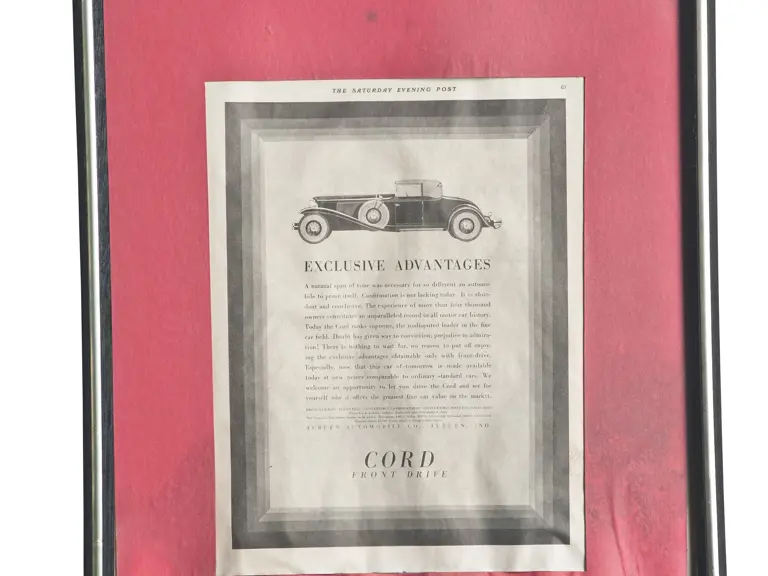 THE SATURDAY EVENING POST
EXCLUSIVE ADVANTAGES
A natural span of time was necessary for so different an automo-
bile to prove itself. Confirmation is not lacking today. It is abun-
dant and conclusive. The experience of more than four thousand
owners constitutes an unparalleled record in all motor car history.
Today the Cord ranks supreme, the undisputed leader in the fine
car field. Doubt has given way to conviction; prejudice to admira-
tion! There is nothing to wait for, no reason to put off enjoy-
ing the exclusive advantages obtainable only with front-drive.
Especially, now that this car-of-tomorrow is made available
today at new prices comparable to ordinary standard cars. We
welcome an opportunity to let you drive the Cord and see for
yourself why it offers the greatest fine car value on the market.
AUBURN AUTOMOBILE CO., AUBURN, IND.
CORD
FRONT DRIVE